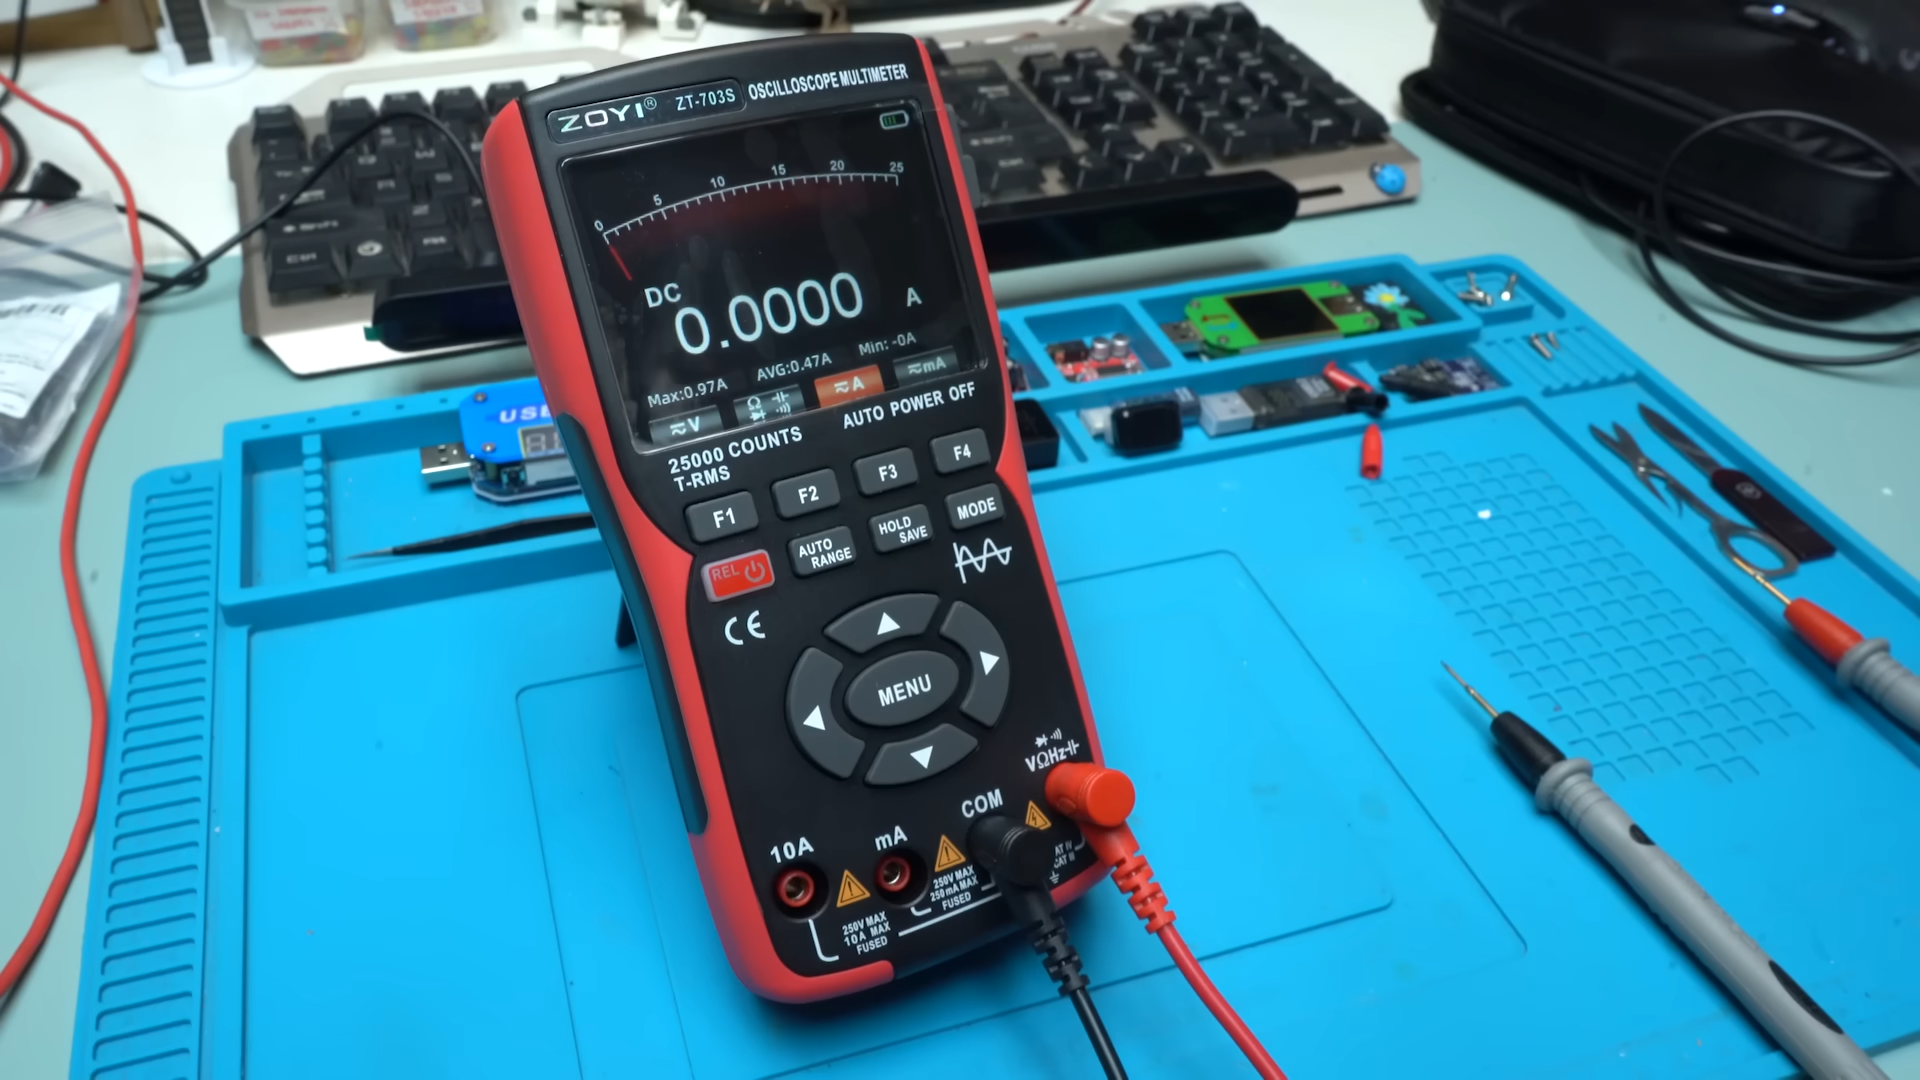 ZOYI® ZT-703S OSCILLOSCOPE MULTIMETER
0 5 10 15 20 25
DC
0.0000 A
Max:0.97A AVG:0.47A Min: -0A
V Ω A mA
25000 COUNTS
T-RMS
AUTO POWER OFF
F1 F2 F3 F4
REL
AUTO RANGE
HOLD SAVE
MODE
CE
MENU
VΩHz
COM
10A
mA
250V MAX
10A MAX
FUSED
250V MAX
250mA MAX
FUSED
USB
Ctrl